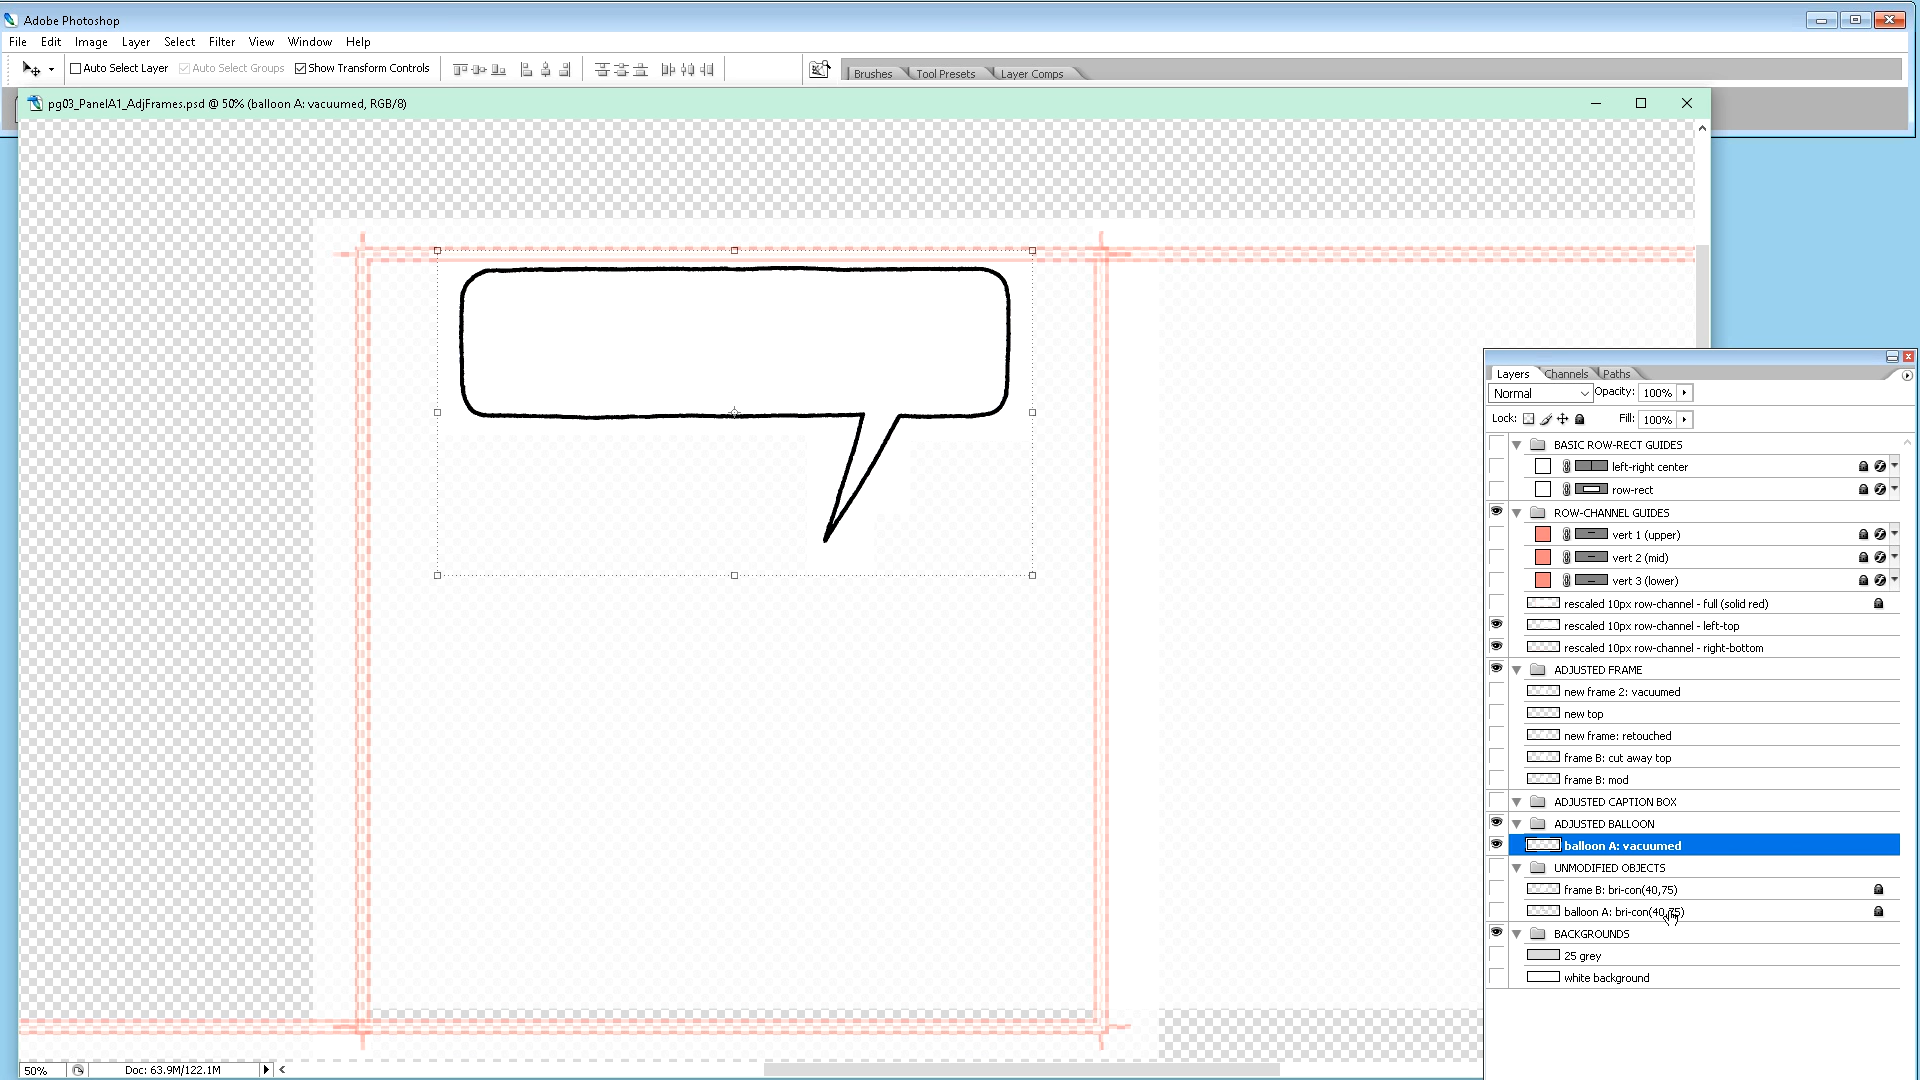 Adobe Photoshop
File Edit Image Layer Select Filter View Window Help
Auto Select Layer Auto Select Groups Show Transform Controls
Brushes Tool Presets Layer Comps
pg03_PanelA1_AdjFrames.psd @ 50% (balloon A: vacuumed, RGB/8)
Layers Channels Paths
Normal Opacity: 100%
Lock: Fill: 100%
BASIC ROW-RECT GUIDES
left-right center
row-rect
ROW-CHANNEL GUIDES
vert 1 (upper)
vert 2 (mid)
vert 3 (lower)
rescaled 10px row-channel - full (solid red)
rescaled 10px row-channel - left-top
rescaled 10px row-channel - right-bottom
ADJUSTED FRAME
new frame 2: vacuumed
new top
new frame: retouched
frame B: cut away top
frame B: mod
ADJUSTED CAPTION BOX
ADJUSTED BALLOON
balloon A: vacuumed
UNMODIFIED OBJECTS
frame B: bri-con(40,75)
balloon A: bri-con(40,75)
BACKGROUNDS
25 grey
white background
50% Doc: 63.9M/122.1M